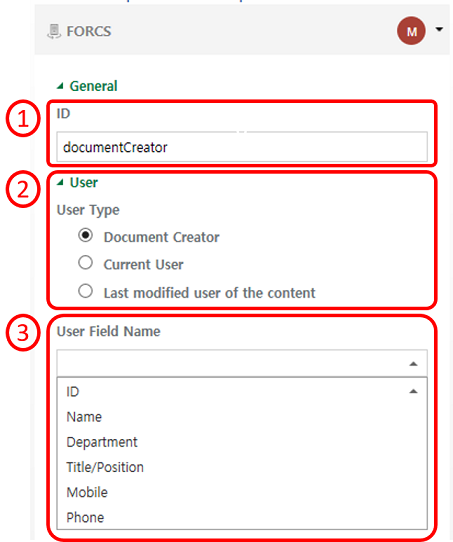 FORCS
M
General
1
ID
documentCreator
2
User
User Type
Document Creator
Current User
Last modified user of the content
3
User Field Name
ID
Name
Department
Title/Position
Mobile
Phone